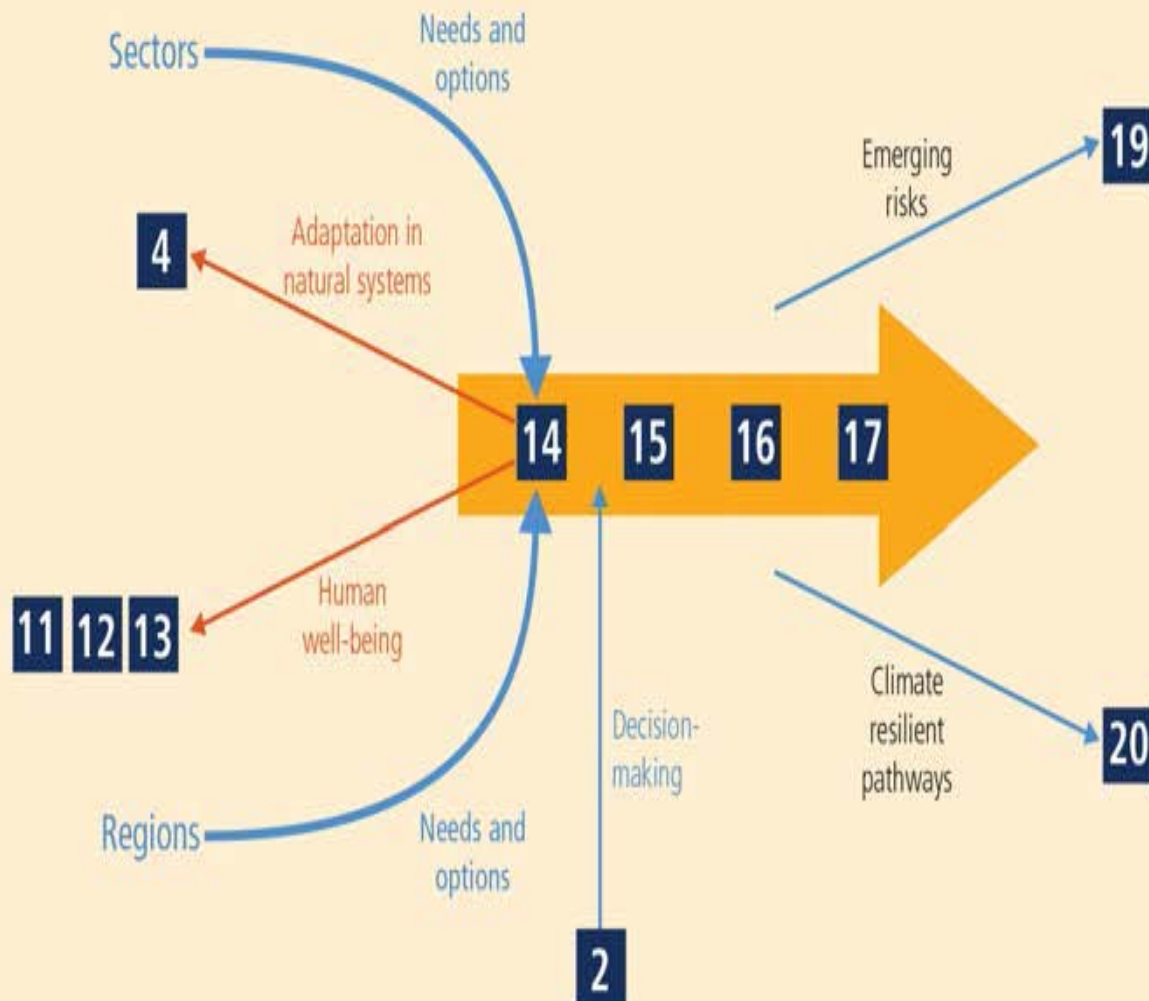 Sectors
Needs and
options
Emerging
risks
19
4
Adaptation in
natural systems
14 15 16 17
11 12 13
Human
well-being
Decision-
making
Climate
resilient
pathways
20
Regions
Needs and
options
2